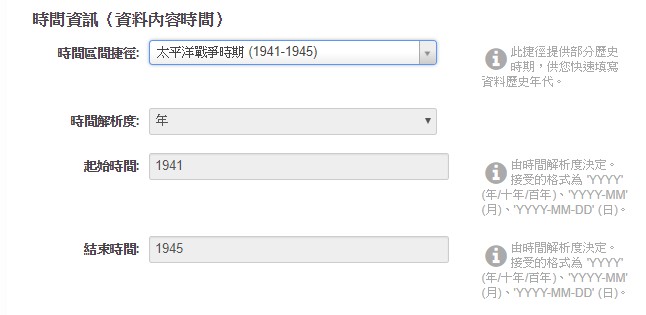 時間資訊（資料內容時間）
時間區間捷徑:
太平洋戰爭時期 (1941-1945)
此捷徑提供部分歷史
時期，供您快速填寫
資料歷史年代。
時間解析度:
年
起始時間:
1941
由時間解析度決定。
接受的格式為 'YYYY'
(年/十年/百年)、'YYYY-MM'
(月)、'YYYY-MM-DD' (日)。
結束時間:
1945
由時間解析度決定。
接受的格式為 'YYYY'
(年/十年/百年)、'YYYY-MM'
(月)、'YYYY-MM-DD' (日)。